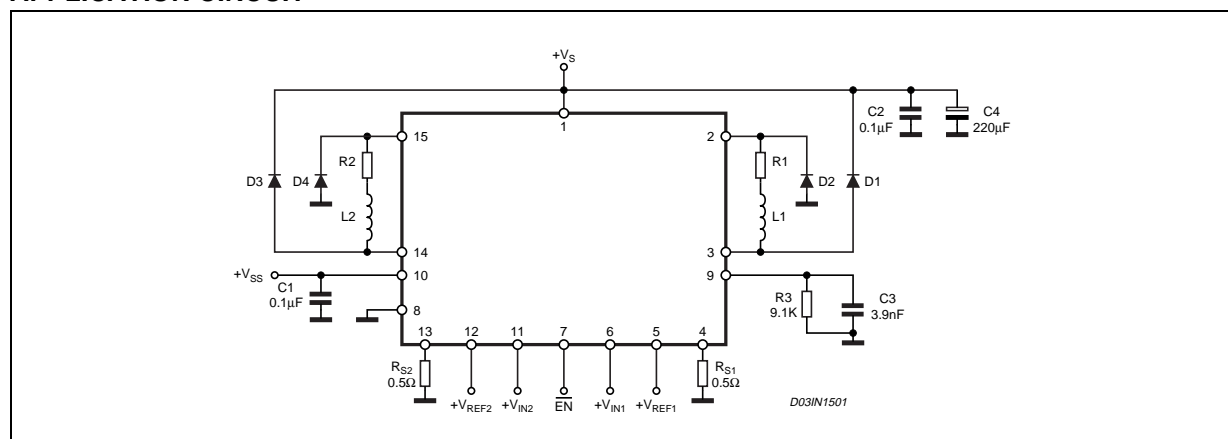 +VS
1
15
2
R2
R1
D3
D4
L2
D2
D1
L1
C2
0.1µF
C4
220µF
14
3
+VSS
C1
0.1µF
10
9
8
R3
9.1K
C3
3.9nF
13
12
11
7
6
5
4
RS2
0.5Ω
RS1
0.5Ω
+VREF2
+VIN2
EN
+VIN1
+VREF1
D03IN1501